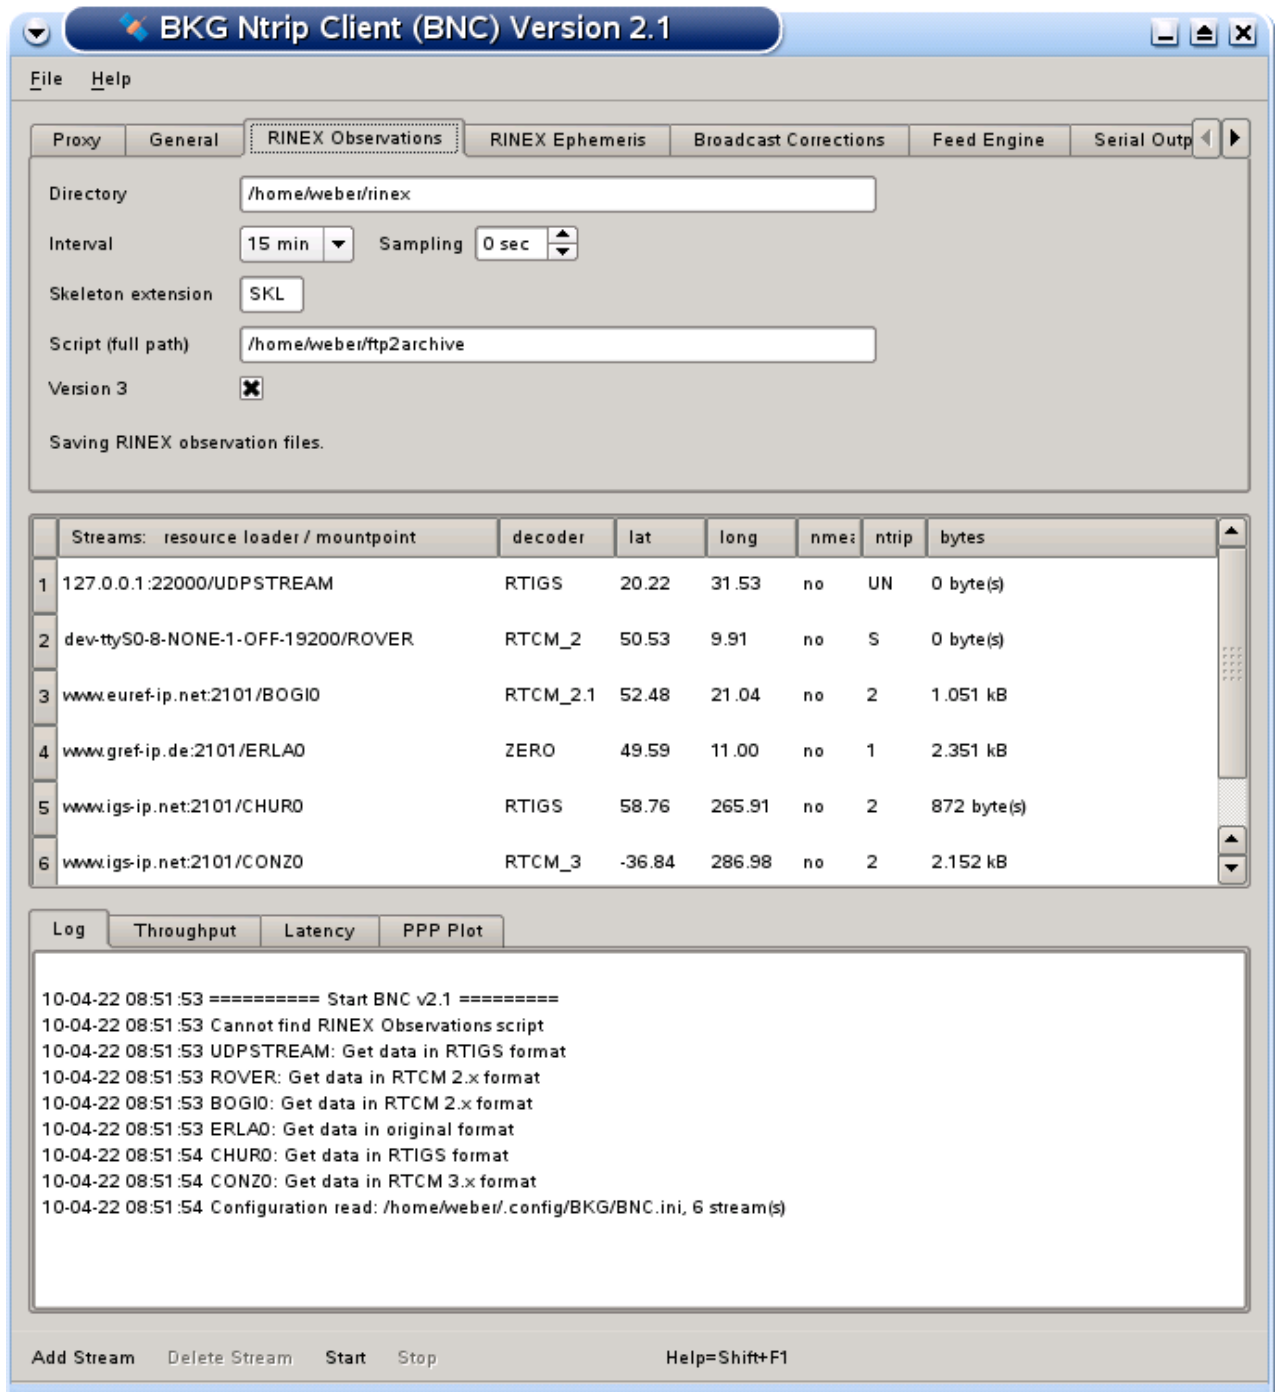 BKG Ntrip Client (BNC) Version 2.1
File Help
Proxy General RINEX Observations RINEX Ephemeris Broadcast Corrections Feed Engine Serial Outp
Directory /home/weber/rinex
Interval 15 min Sampling 0 sec
Skeleton extension SKL
Script (full path) /home/weber/ftp2archive
Version 3
Saving RINEX observation files.
Streams: resource loader / mountpoint decoder lat long nmea ntrip bytes
1 127.0.0.1:22000/UDPSTREAM RTIGS 20.22 31.53 no UN 0 byte(s)
2 dev-ttyS0-8-NONE-1-OFF-19200/ROVER RTCM_2 50.53 9.91 no S 0 byte(s)
3 www.euref-ip.net:2101/BOGI0 RTCM_2.1 52.48 21.04 no 2 1.051 kB
4 www.gref-ip.de:2101/ERLA0 ZERO 49.59 11.00 no 1 2.351 kB
5 www.igs-ip.net:2101/CHUR0 RTIGS 58.76 265.91 no 2 872 byte(s)
6 www.igs-ip.net:2101/CONZ0 RTCM_3 -36.84 286.98 no 2 2.152 kB
Log Throughput Latency PPP Plot
10-04-22 08:51:53 ========== Start BNC v2.1 =========
10-04-22 08:51:53 Cannot find RINEX Observations script
10-04-22 08:51:53 UDPSTREAM: Get data in RTIGS format
10-04-22 08:51:53 ROVER: Get data in RTCM 2.x format
10-04-22 08:51:53 BOGI0: Get data in RTCM 2.x format
10-04-22 08:51:53 ERLA0: Get data in original format
10-04-22 08:51:54 CHUR0: Get data in RTIGS format
10-04-22 08:51:54 CONZ0: Get data in RTCM 3.x format
10-04-22 08:51:54 Configuration read: /home/weber/.config/BKG/BNC.ini, 6 stream(s)
Add Stream Delete Stream Start Stop Help=Shift+F1